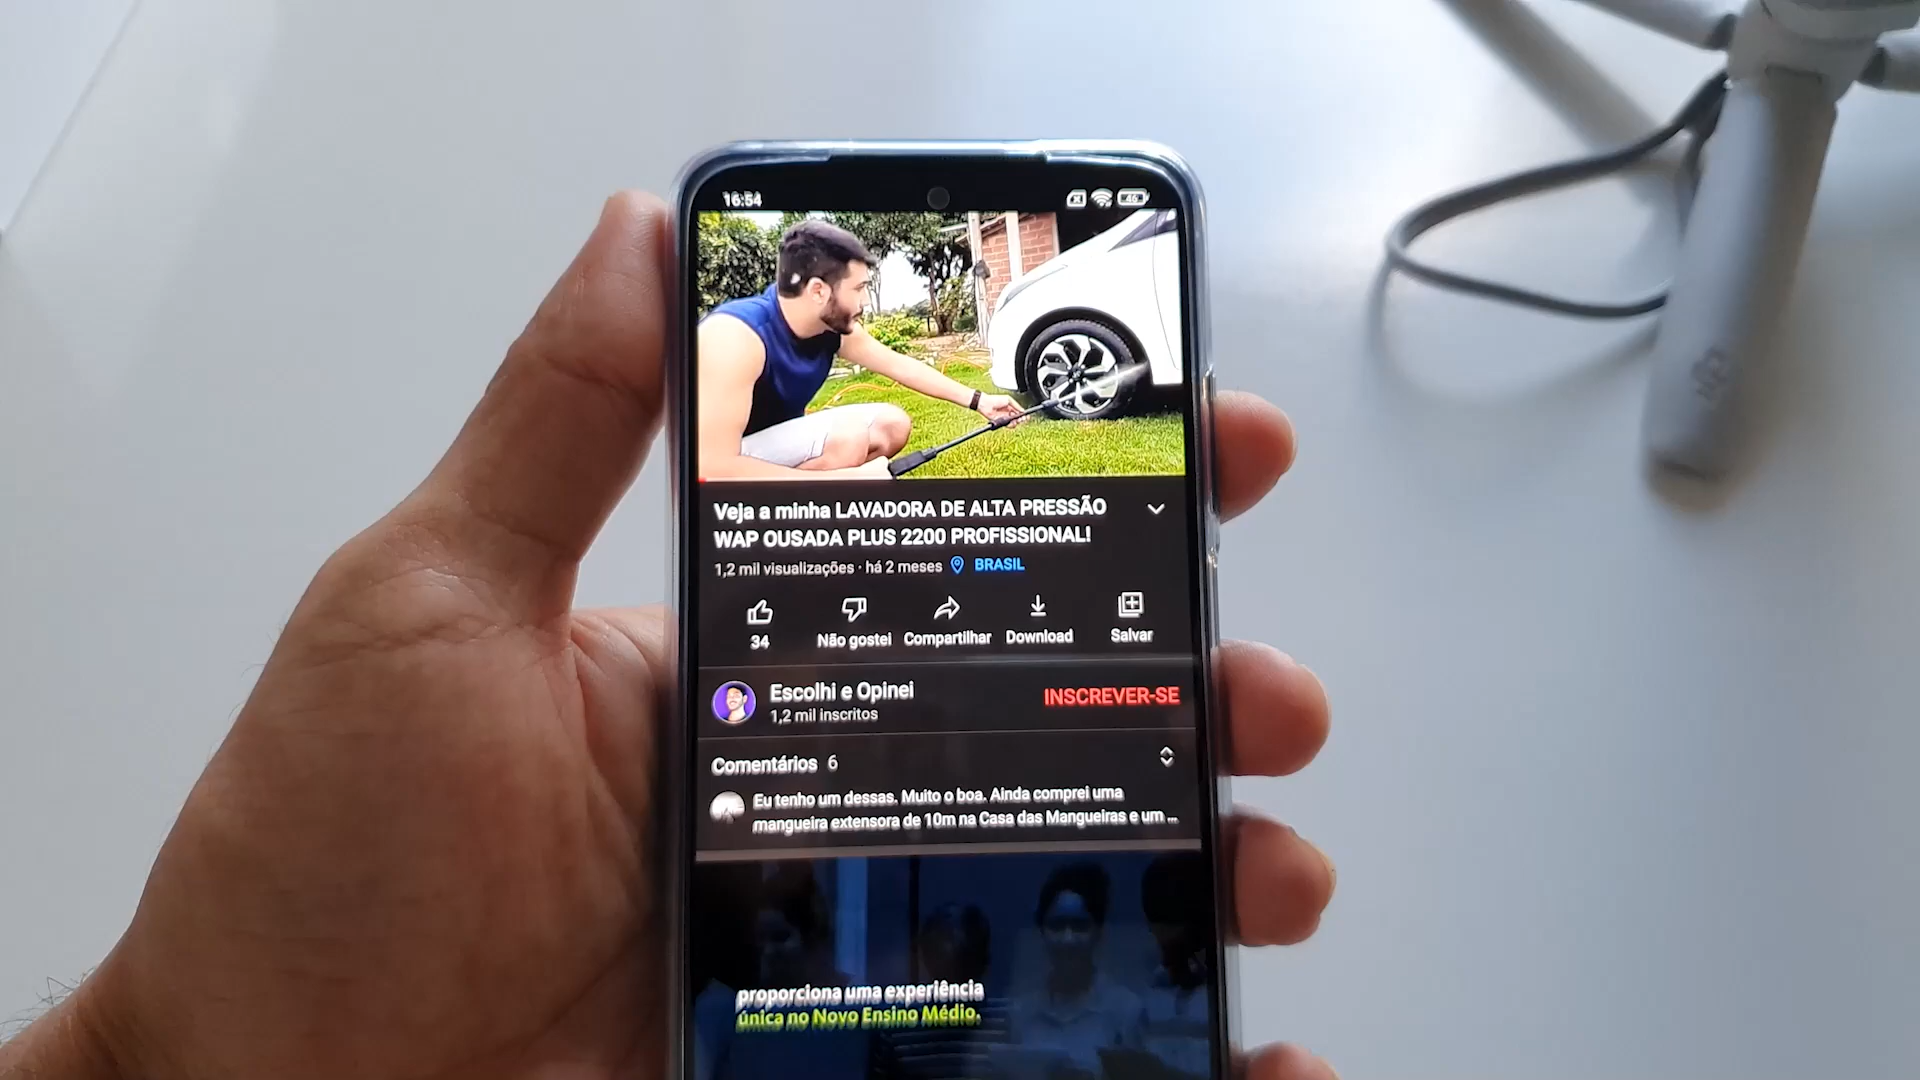 16:54
46
Veja a minha LAVADORA DE ALTA PRESSÃO
WAP OUSADA PLUS 2200 PROFISSIONAL!
1,2 mil visualizações · há 2 meses BRASIL
34 Não gostei Compartilhar Download Salvar
Escolhi e Opinei
1,2 mil inscritos
INSCREVER-SE
Comentários 6
Eu tenho um dessas. Muito o boa. Ainda comprei uma
mangueira extensora de 10m na Casa das Mangueiras e um ...
proporciona uma experiência
única no Novo Ensino Médio.